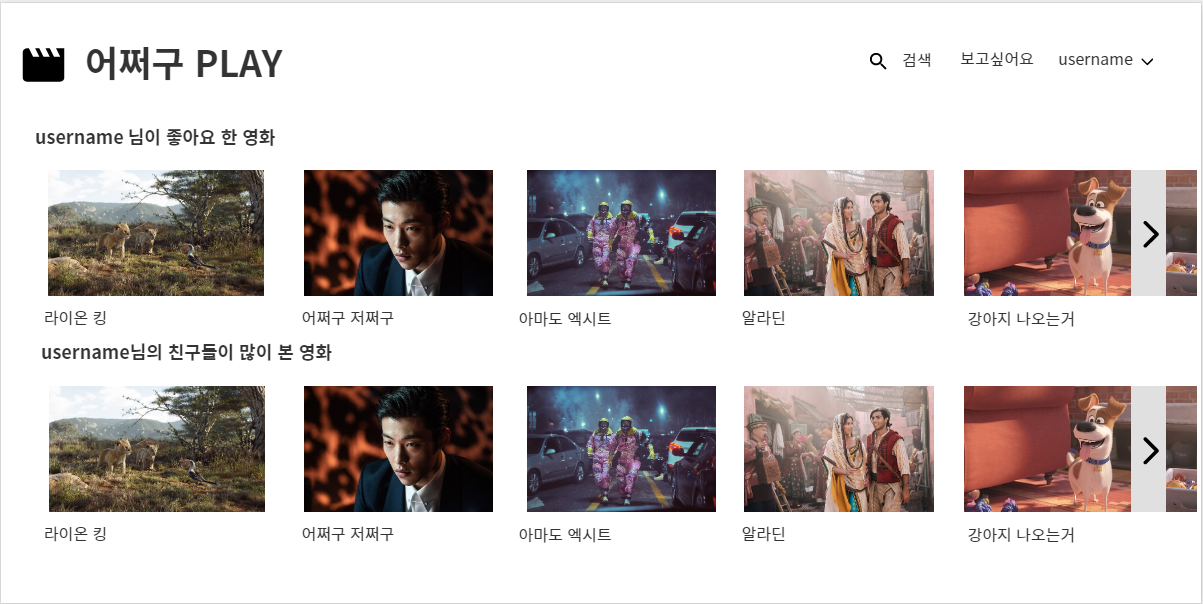 어쩌구 PLAY
검색 보고싶어요 username
username 님이 좋아요 한 영화
라이온 킹 어쩌구 저쩌구 아마도 엑시트 알라딘 강아지 나오는거
username님의 친구들이 많이 본 영화
라이온 킹 어쩌구 저쩌구 아마도 엑시트 알라딘 강아지 나오는거